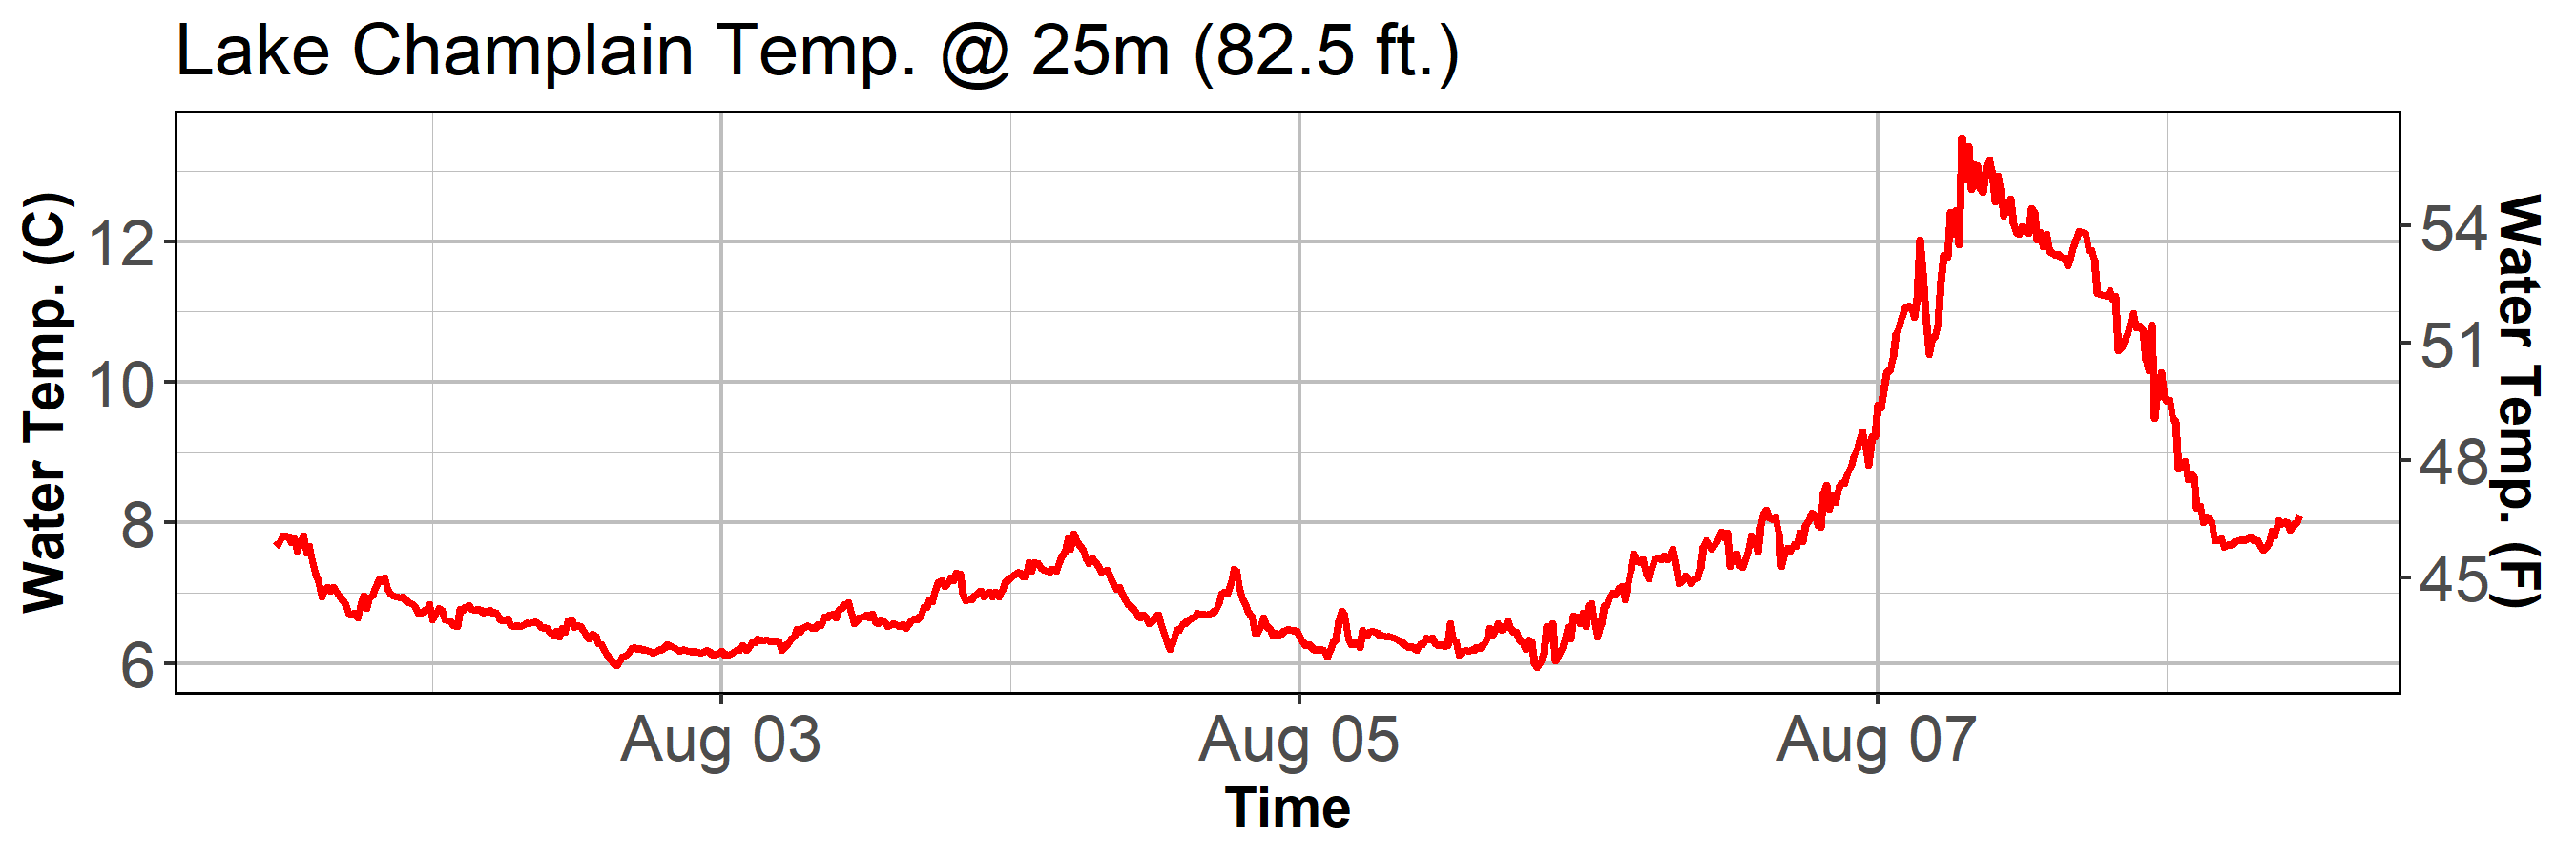 Lake Champlain Temp. @ 25m (82.5 ft.)
Water Temp. (C)
12
10
8
6
54
51
48
45
Water Temp. (F)
Aug 03 Aug 05 Aug 07
Time